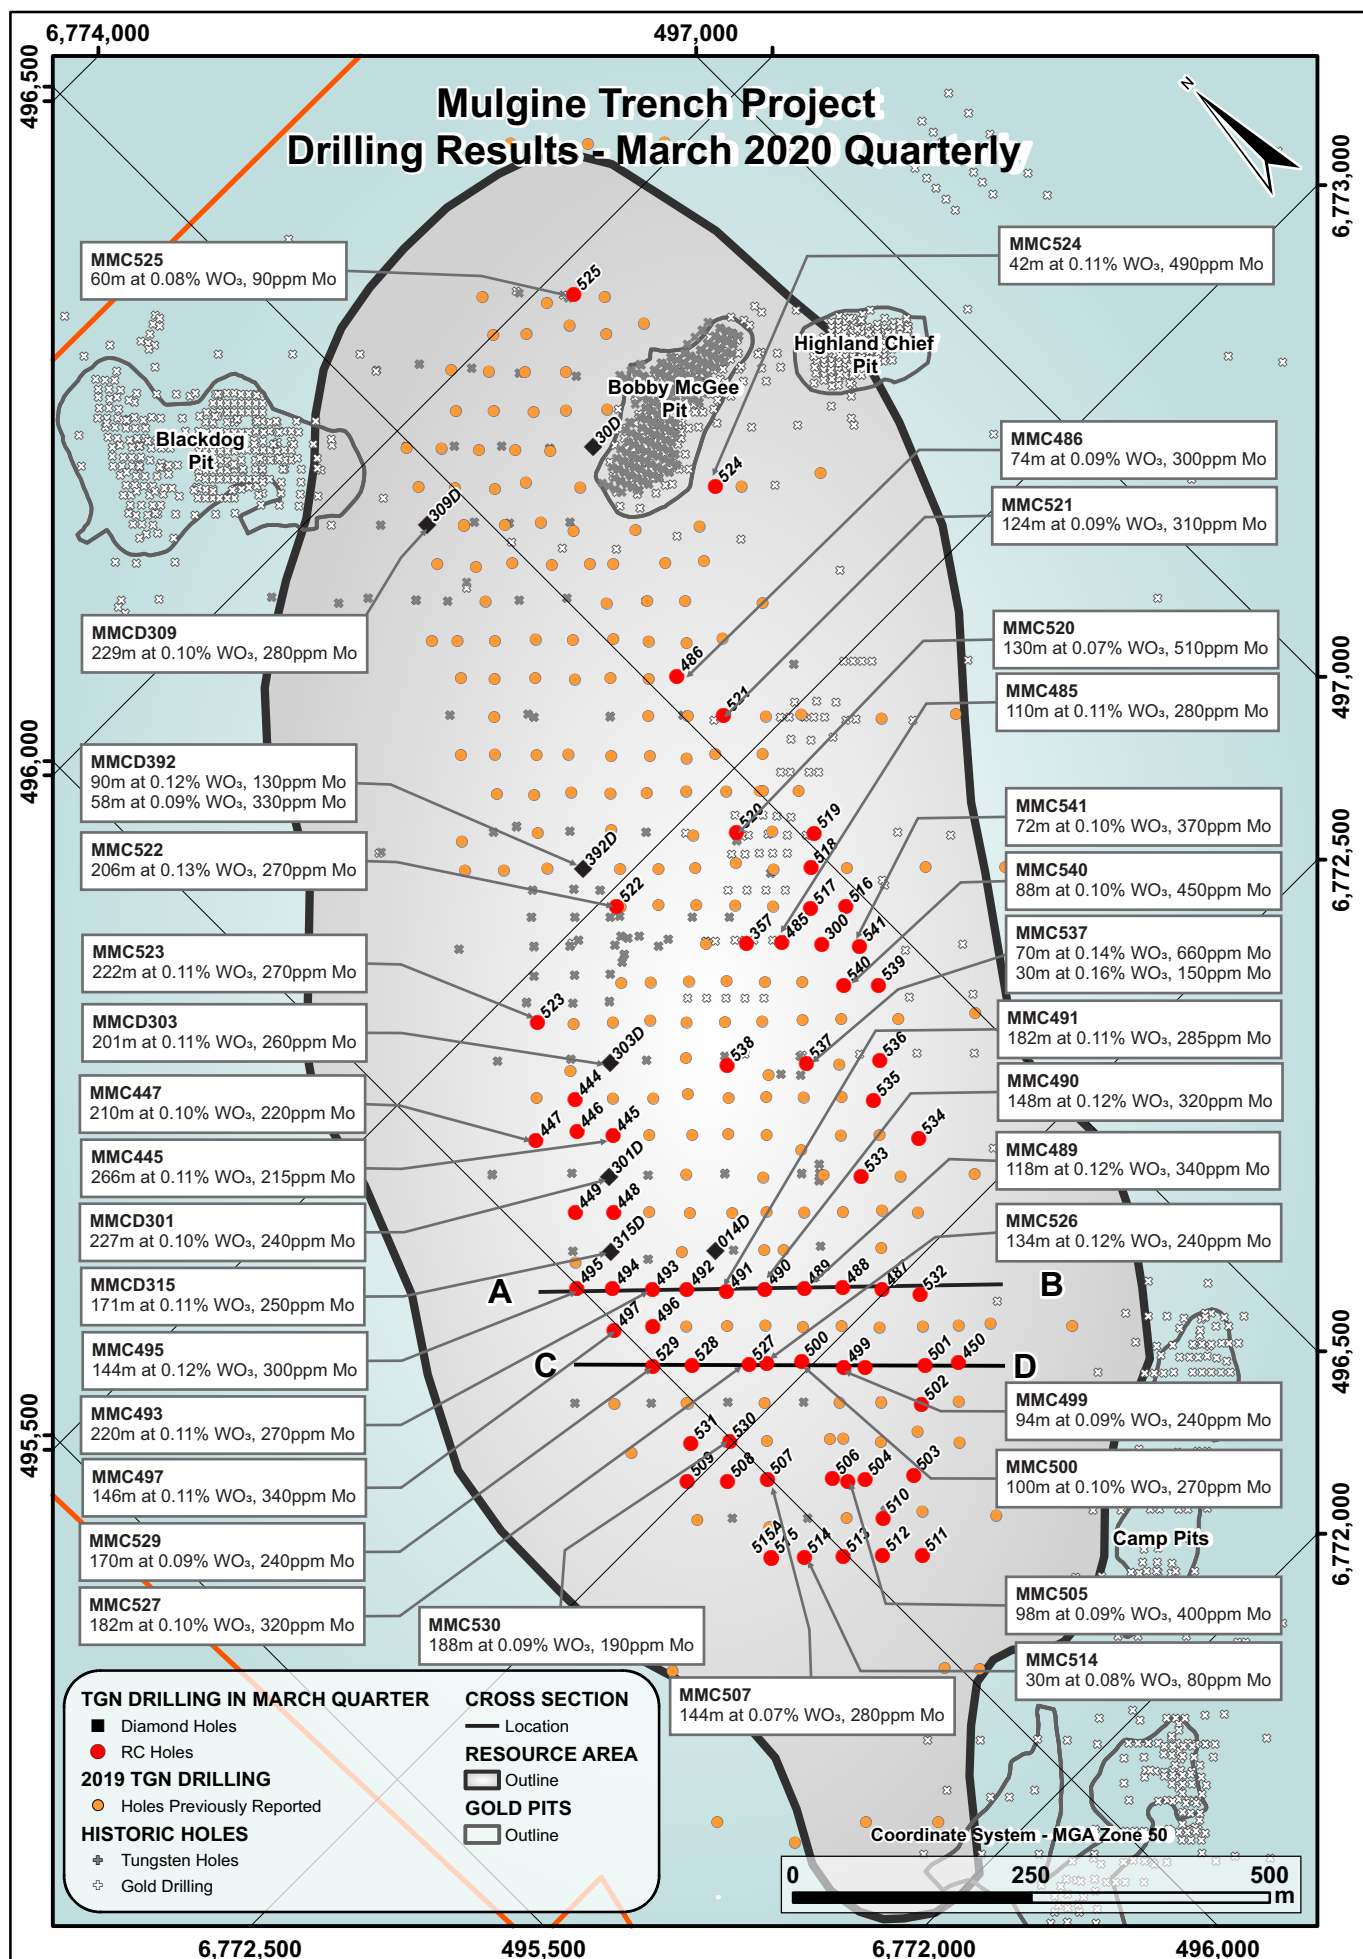 6,774,000
497,000
496,500
6,773,000
N
Mulgine Trench Project
Drilling Results - March 2020 Quarterly
MMC525
60m at 0.08% WO₃, 90ppm Mo
MMC524
42m at 0.11% WO₃, 490ppm Mo
525
Highland Chief
Pit
Bobby McGee
Pit
Blackdog
Pit
30D
524
309D
MMC486
74m at 0.09% WO₃, 300ppm Mo
MMC521
124m at 0.09% WO₃, 310ppm Mo
MMCD309
229m at 0.10% WO₃, 280ppm Mo
MMC520
130m at 0.07% WO₃, 510ppm Mo
486
521
497,000
MMC485
110m at 0.11% WO₃, 280ppm Mo
496,000
MMCD392
90m at 0.12% WO₃, 130ppm Mo
58m at 0.09% WO₃, 330ppm Mo
MMC541
72m at 0.10% WO₃, 370ppm Mo
6,772,500
520
519
518
392D
MMC522
206m at 0.13% WO₃, 270ppm Mo
MMC540
88m at 0.10% WO₃, 450ppm Mo
522
517
516
357
485
300
541
MMC537
70m at 0.14% WO₃, 660ppm Mo
30m at 0.16% WO₃, 150ppm Mo
MMC523
222m at 0.11% WO₃, 270ppm Mo
540
539
523
MMCD303
201m at 0.11% WO₃, 260ppm Mo
MMC491
182m at 0.11% WO₃, 285ppm Mo
303D
538
537
536
MMC447
210m at 0.10% WO₃, 220ppm Mo
MMC490
148m at 0.12% WO₃, 320ppm Mo
444
535
447
446
445
534
MMC445
266m at 0.11% WO₃, 215ppm Mo
MMC489
118m at 0.12% WO₃, 340ppm Mo
301D
533
MMCD301
227m at 0.10% WO₃, 240ppm Mo
MMC526
134m at 0.12% WO₃, 240ppm Mo
449
448
315D
014D
MMCD315
171m at 0.11% WO₃, 250ppm Mo
A
495
494
493
492
491
490
489
488
487
532
B
MMC495
144m at 0.12% WO₃, 300ppm Mo
497
496
C
529
528
527
500
499
501
450
D
496,500
MMC493
220m at 0.11% WO₃, 270ppm Mo
MMC499
94m at 0.09% WO₃, 240ppm Mo
502
495,500
MMC497
146m at 0.11% WO₃, 340ppm Mo
MMC500
100m at 0.10% WO₃, 270ppm Mo
531
530
509
508
507
506
504
503
510
MMC529
170m at 0.09% WO₃, 240ppm Mo
515A
515
514
513
512
511
Camp Pits
6,772,000
MMC527
182m at 0.10% WO₃, 320ppm Mo
MMC505
98m at 0.09% WO₃, 400ppm Mo
MMC530
188m at 0.09% WO₃, 190ppm Mo
MMC514
30m at 0.08% WO₃, 80ppm Mo
MMC507
144m at 0.07% WO₃, 280ppm Mo
TGN DRILLING IN MARCH QUARTER
Diamond Holes
RC Holes
2019 TGN DRILLING
Holes Previously Reported
HISTORIC HOLES
Tungsten Holes
Gold Drilling
CROSS SECTION
Location
RESOURCE AREA
Outline
GOLD PITS
Outline
Coordinate System - MGA Zone 50
0 250 500
m
6,772,500
495,500
6,772,000
496,000